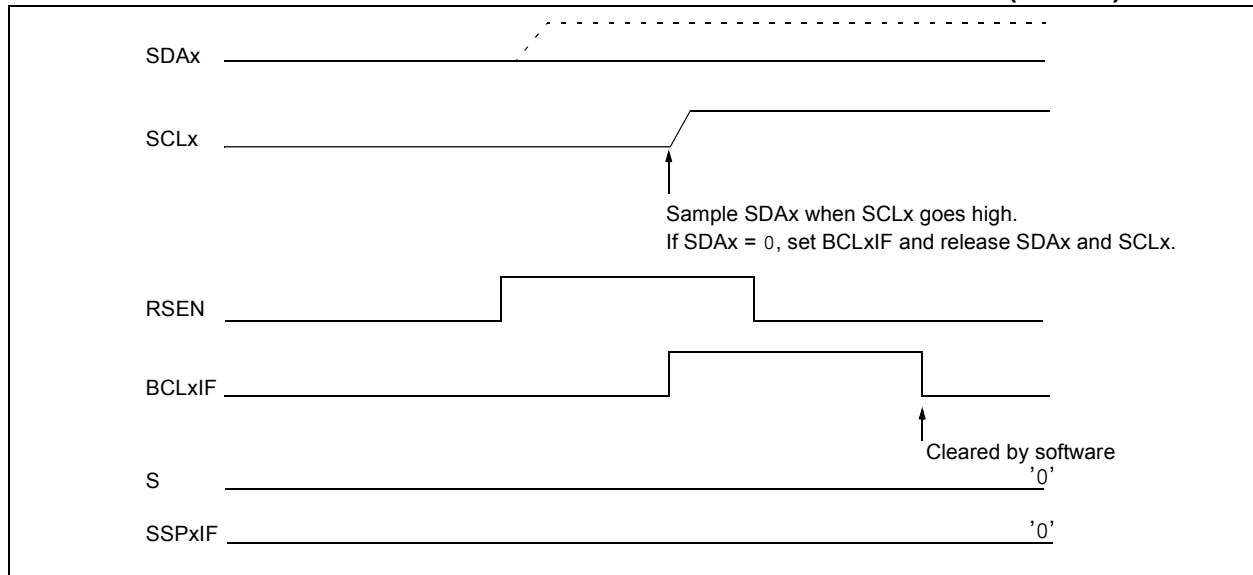 SDAx
SCLx
Sample SDAx when SCLx goes high.
If SDAx = 0, set BCLxIF and release SDAx and SCLx.
RSEN
BCLxIF
Cleared by software
S '0'
SSPxIF '0'